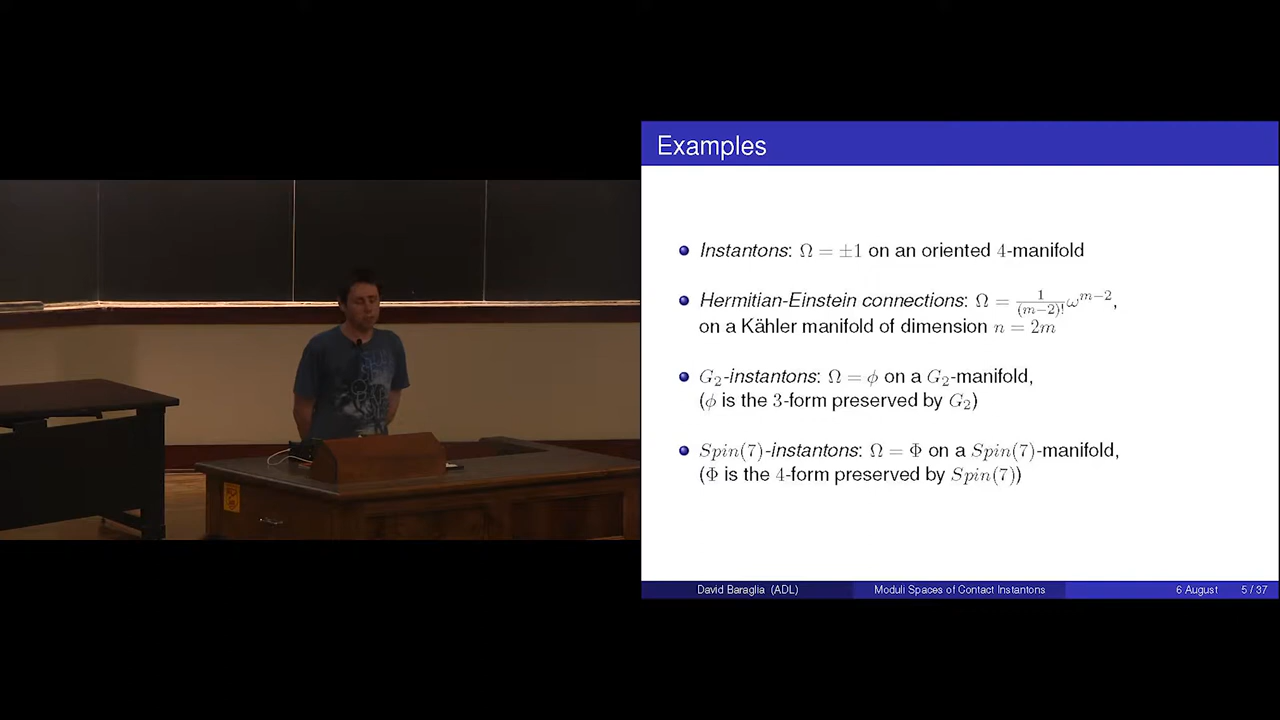 Examples
Instantons: Ω = ±1 on an oriented 4-manifold
Hermitian-Einstein connections: Ω = 1/(m−2)! ω^{m−2},
on a Kähler manifold of dimension n = 2m
G₂-instantons: Ω = ϕ on a G₂-manifold,
(ϕ is the 3-form preserved by G₂)
Spin(7)-instantons: Ω = Φ on a Spin(7)-manifold,
(Φ is the 4-form preserved by Spin(7))
David Baraglia (ADL) Moduli Spaces of Contact Instantons 6 August 5 / 37